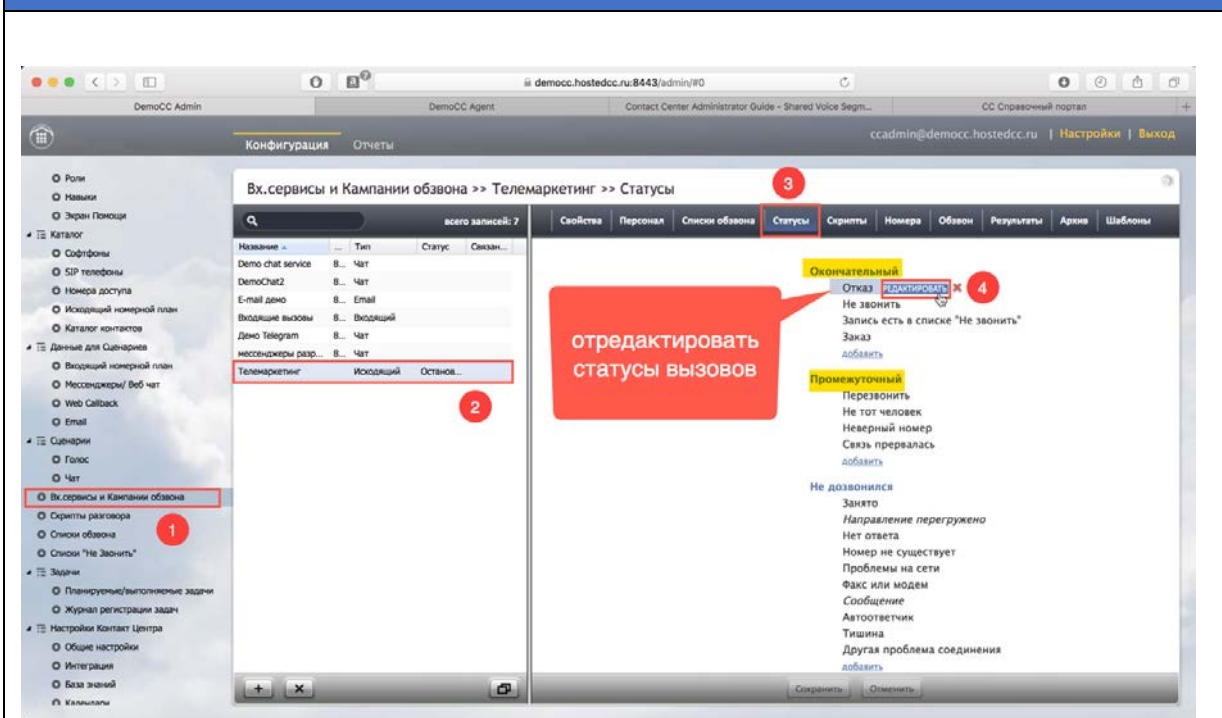 democc.hostedcc.ru:8443/admin/#0
DemoCC Admin
DemoCC Agent
Contact Center Administrator Guide - Shared Voice Segm...
CC Справочный портал
+
Конфигурация
Отчеты
ccadmin@democc.hostedcc.ru | Настройки | Выход
Роли
Навыки
Экран Помощи
Каталог
Софтфоны
SIP телефоны
Номера доступа
Исходящий номерной план
Каталог контактов
Данные для Сценариев
Входящий номерной план
Мессенджеры/ Веб чат
Web Callback
Email
Сценарии
Голос
Чат
Вх.сервисы и Кампании обзвона
1
Скрипты разговора
Списки обзвона
Списки "Не Звонить"
Задачи
Планируемые/выполняемые задачи
Журнал регистрации задач
Настройки Контакт Центра
Общие настройки
Интеграция
База знаний
Календари
Вх.сервисы и Кампании обзвона >> Телемаркетинг >> Статусы
3
всего записей: 7
Название ... Тип Статус Связан...
Demo chat service В... Чат
DemoChat2 В... Чат
E-mail демо В... Email
Входящие вызовы В... Входящий
Демо Telegram В... Чат
мессенджеры разр... В... Чат
Телемаркетинг Исходящий Останов...
2
Свойства Персонал Списки обзвона Статусы Скрипты Номера Обзвон Результаты Архив Шаблоны
отредактировать
статусы вызовов
Окончательный
Отказ РЕДАКТИРОВАТЬ 4
Не звонить
Запись есть в списке "Не звонить"
Заказ
добавить
Промежуточный
Перезвонить
Не тот человек
Неверный номер
Связь прервалась
добавить
Не дозвонился
Занято
Направление перегружено
Нет ответа
Номер не существует
Проблемы на сети
Факс или модем
Сообщение
Автоответчик
Тишина
Другая проблема соединения
добавить
Сохранить Отменить